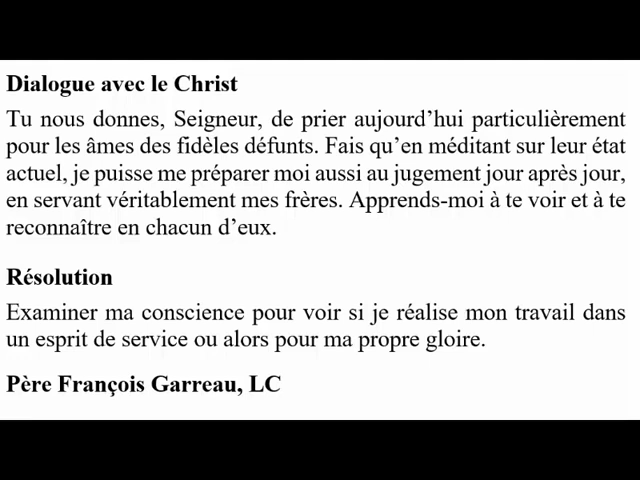 Dialogue avec le Christ
Tu nous donnes, Seigneur, de prier aujourd’hui particulièrement
pour les âmes des fidèles défunts. Fais qu’en méditant sur leur état
actuel, je puisse me préparer moi aussi au jugement jour après jour,
en servant véritablement mes frères. Apprends-moi à te voir et à te
reconnaître en chacun d’eux.
Résolution
Examiner ma conscience pour voir si je réalise mon travail dans
un esprit de service ou alors pour ma propre gloire.
Père François Garreau, LC